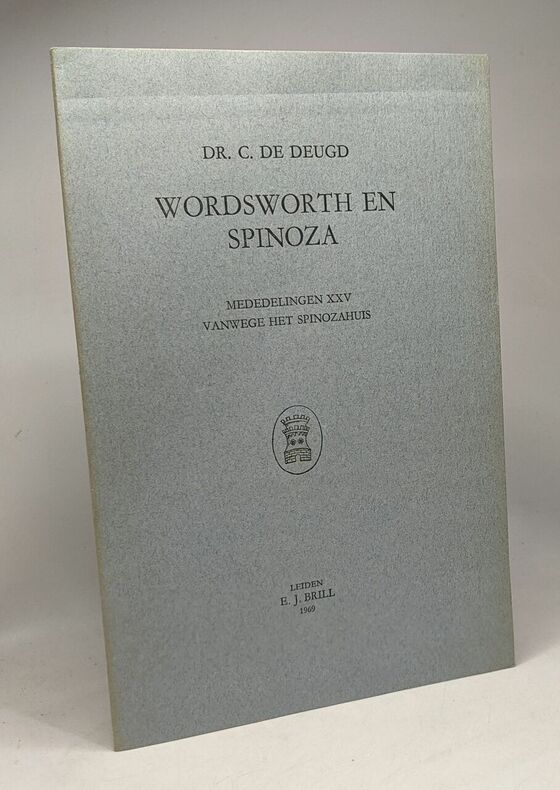 DR. C. DE DEUGD
WORDSWORTH EN
SPINOZA
MEDEDELINGEN XXV
VANWEGE HET SPINOZAHUIS
LEIDEN
E. J. BRILL
1969